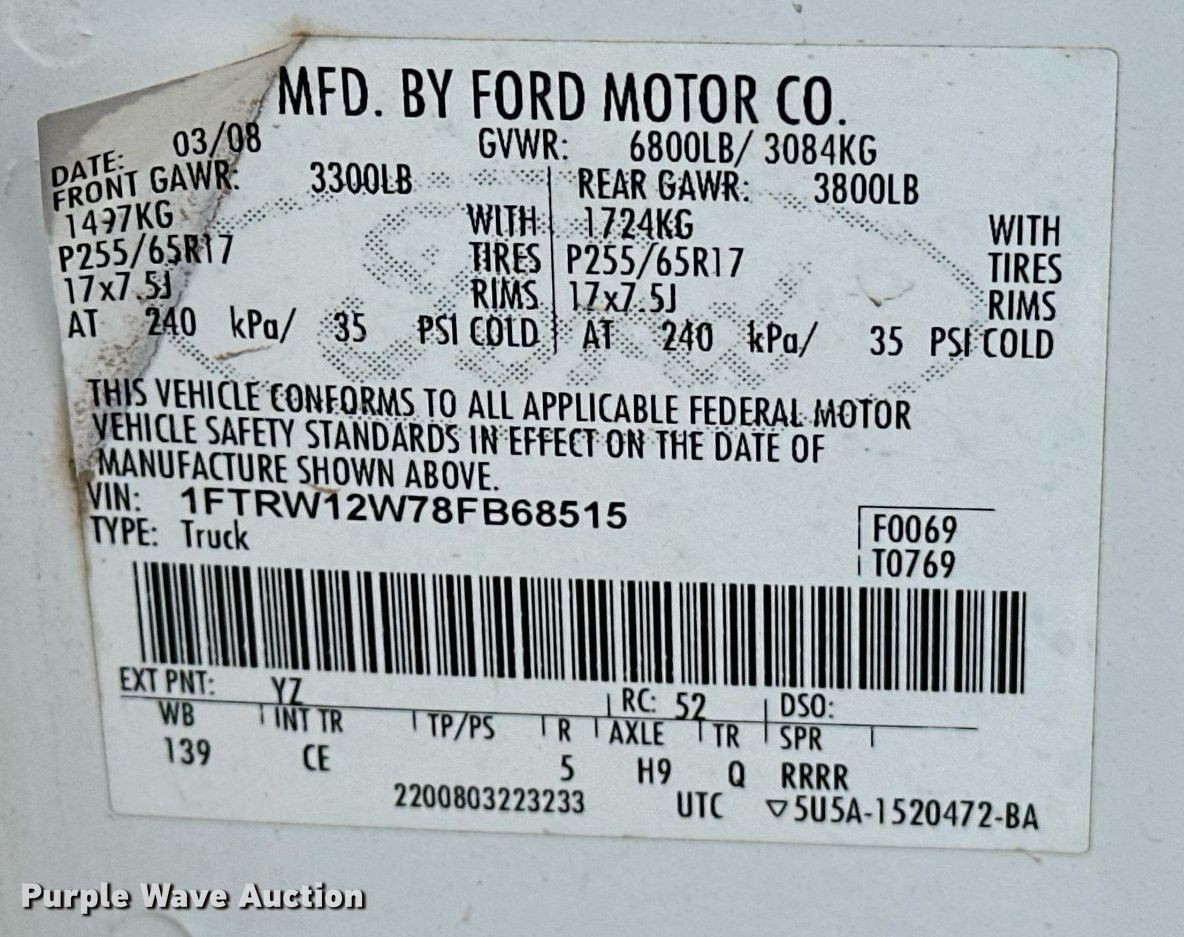 MFD. BY FORD MOTOR CO.
DATE: 03/08 GVWR: 6800LB/ 3084KG
FRONT GAWR: 3300LB REAR GAWR: 3800LB
1497KG WITH 1724KG WITH
P255/65R17 TIRES P255/65R17 TIRES
17x7.5J RIMS 17x7.5J RIMS
AT 240 kPa/ 35 PSI COLD AT 240 kPa/ 35 PSI COLD
THIS VEHICLE CONFORMS TO ALL APPLICABLE FEDERAL MOTOR
VEHICLE SAFETY STANDARDS IN EFFECT ON THE DATE OF
MANUFACTURE SHOWN ABOVE.
VIN: 1FTRW12W78FB68515
TYPE: Truck
F0069
T0769
EXT PNT: YZ RC: 52 DSO:
WB INT TR TP/PS R AXLE TR SPR
139 CE 5 H9 Q RRRR
2200803223233 UTC ▽5U5A-1520472-BA
Purple Wave Auction